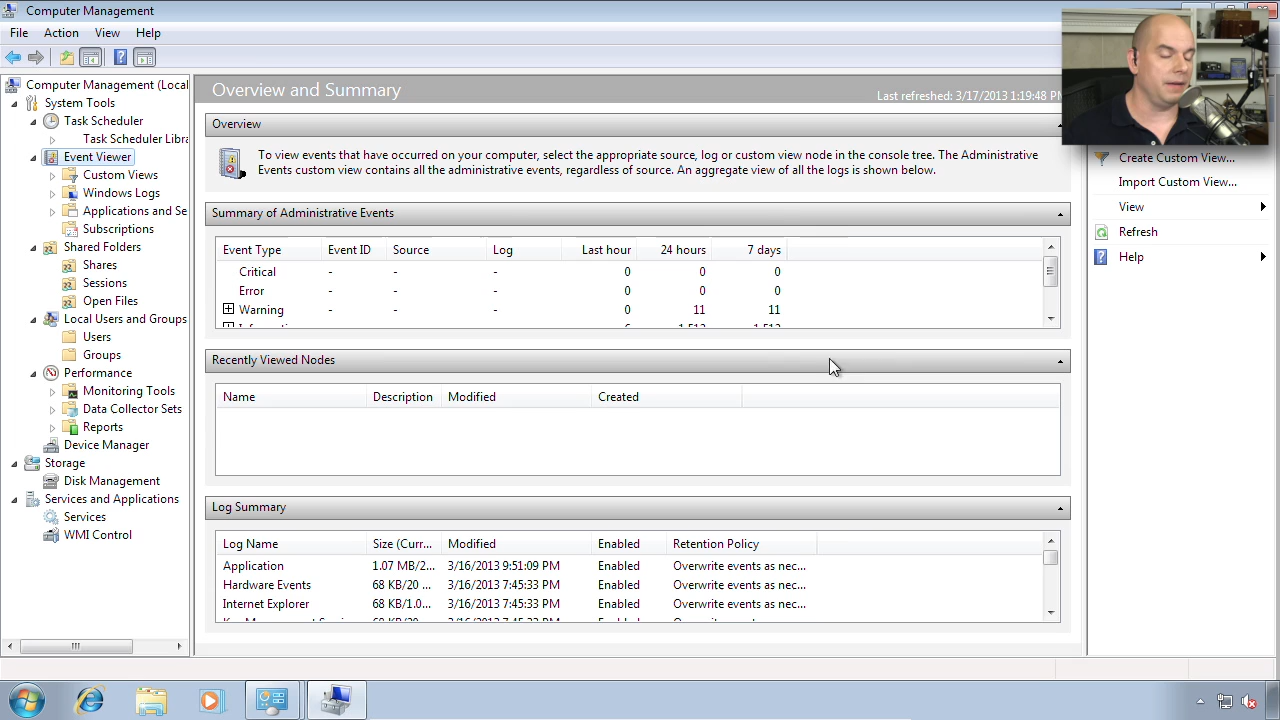 Computer Management
File Action View Help
Computer Management (Local
System Tools
Task Scheduler
Task Scheduler Libra
Event Viewer
Custom Views
Windows Logs
Applications and Se
Subscriptions
Shared Folders
Shares
Sessions
Open Files
Local Users and Groups
Users
Groups
Performance
Monitoring Tools
Data Collector Sets
Reports
Device Manager
Storage
Disk Management
Services and Applications
Services
WMI Control
Overview and Summary
Last refreshed: 3/17/2013 1:19:48 PM
Overview
To view events that have occurred on your computer, select the appropriate source, log or custom view node in the console tree. The Administrative
Events custom view contains all the administrative events, regardless of source. An aggregate view of all the logs is shown below.
Summary of Administrative Events
Event Type Event ID Source Log Last hour 24 hours 7 days
Critical - - - 0 0 0
Error - - - 0 0 0
Warning - - - 0 11 11
Recently Viewed Nodes
Name Description Modified Created
Log Summary
Log Name Size (Curr... Modified Enabled Retention Policy
Application 1.07 MB/2... 3/16/2013 9:51:09 PM Enabled Overwrite events as nec...
Hardware Events 68 KB/20 ... 3/16/2013 7:45:33 PM Enabled Overwrite events as nec...
Internet Explorer 68 KB/1.0... 3/16/2013 7:45:33 PM Enabled Overwrite events as nec...
Create Custom View...
Import Custom View...
View
Refresh
Help